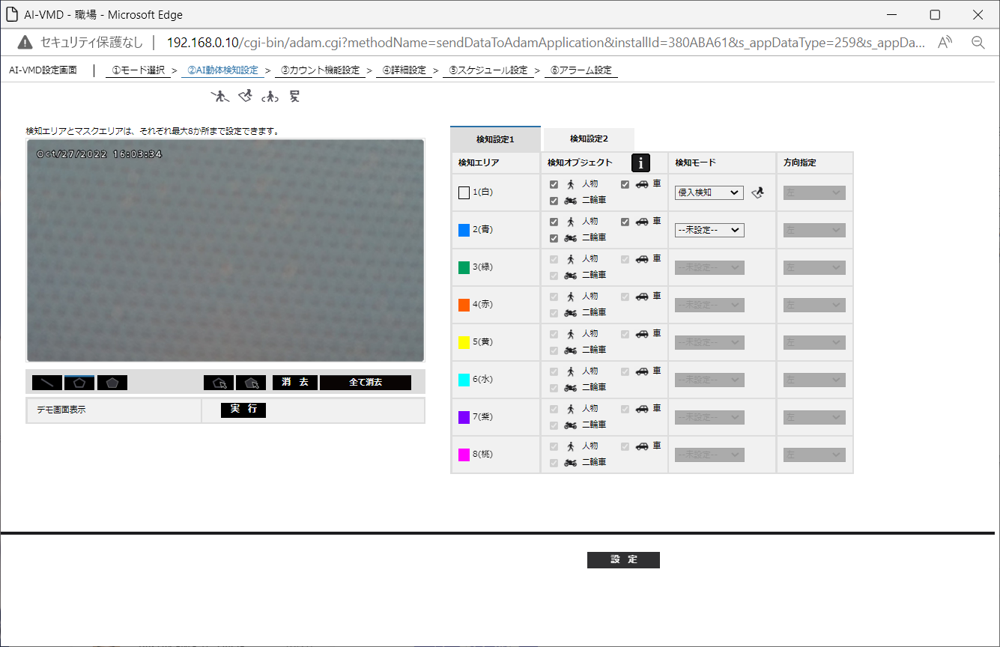 AI-VMD - 職場 - Microsoft Edge
セキュリティ保護なし | 192.168.0.10/cgi-bin/adam.cgi?methodName=sendDataToAdamApplication&installId=380ABA61&s_appDataType=259&s_appDa...
AI-VMD設定画面 | ①モード選択 > ②AI動体検知設定 > ③カウント機能設定 > ④詳細設定 > ⑤スケジュール設定 > ⑥アラーム設定
検知エリアとマスクエリアは、それぞれ最大8か所まで設定できます。
Oct/27/2022 16:03:34
消 去 全て消去
デモ画面表示 実 行
検知設定1 検知設定2
検知エリア 検知オブジェクト i 検知モード 方向指定
1(白) 人物 車 侵入検知 左
二輪車
2(青) 人物 車 --未設定-- 左
二輪車
3(緑) 人物 車 --未設定-- 左
二輪車
4(赤) 人物 車 --未設定-- 左
二輪車
5(黄) 人物 車 --未設定-- 左
二輪車
6(水) 人物 車 --未設定-- 左
二輪車
7(紫) 人物 車 --未設定-- 左
二輪車
8(桃) 人物 車 --未設定-- 左
二輪車
設 定